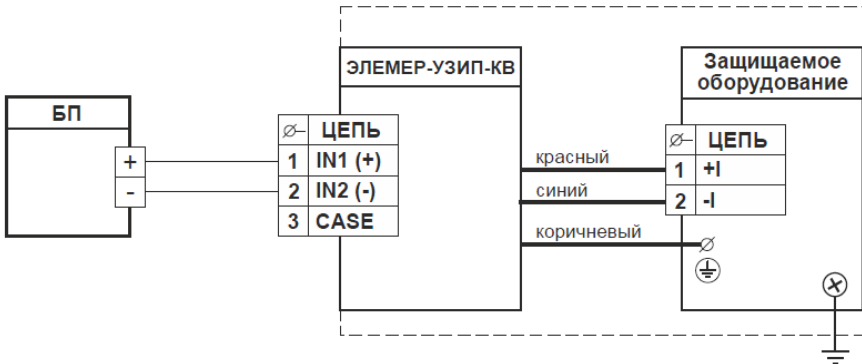 БП
+
-
ЭЛЕМЕР-УЗИП-КВ
ЦЕПЬ
1 IN1 (+)
2 IN2 (-)
3 CASE
красный
синий
коричневый
Защищаемое
оборудование
ЦЕПЬ
1 +I
2 -I